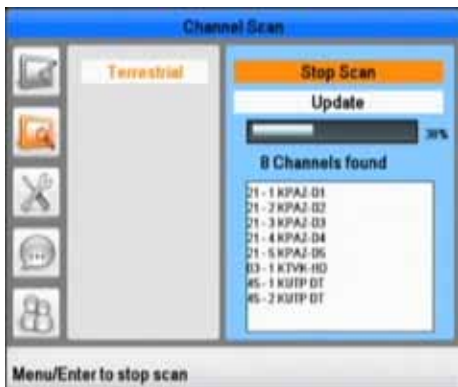 Channel Scan
Terrestrial
Stop Scan
Update
38%
8 Channels found
21 - 1 KPAZ-D1
21 - 2 KPAZ-D2
21 - 3 KPAZ-D3
21 - 4 KPAZ-D4
21 - 5 KPAZ-D5
03 - 1 KTVK-HD
45 - 1 KUTP DT
45 - 2 KUTP DT
Menu/Enter to stop scan